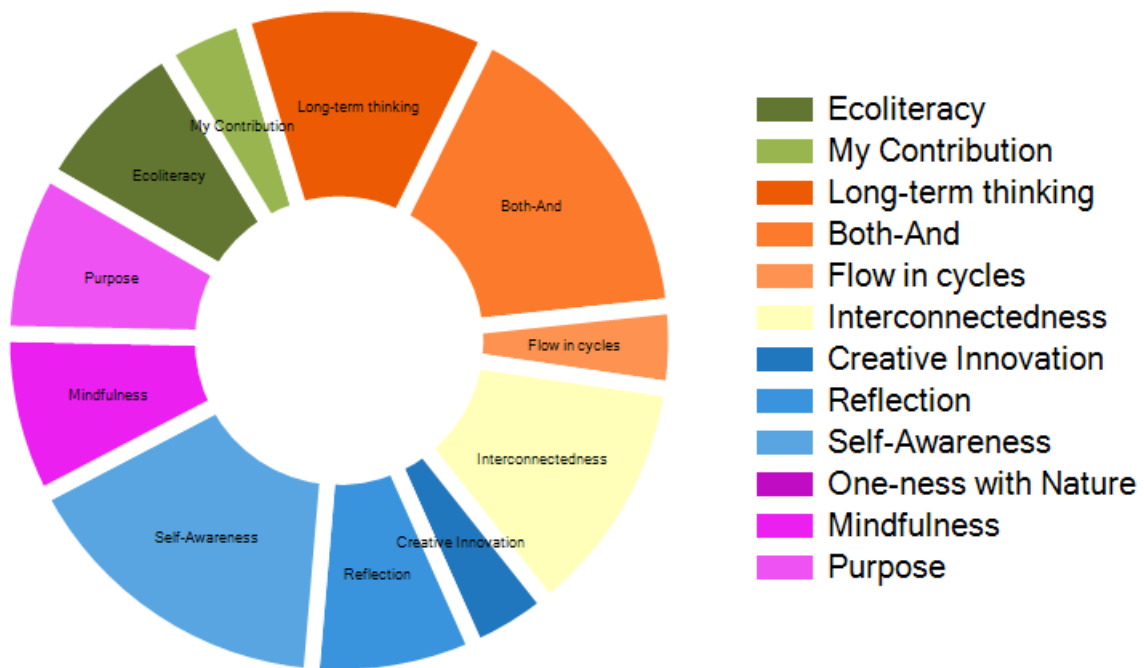 Long-term thinking
My Contribution
Ecoliteracy
Both-And
Purpose
Flow in cycles
Mindfulness
Interconnectedness
Self-Awareness
Creative Innovation
Reflection
Ecoliteracy
My Contribution
Long-term thinking
Both-And
Flow in cycles
Interconnectedness
Creative Innovation
Reflection
Self-Awareness
One-ness with Nature
Mindfulness
Purpose